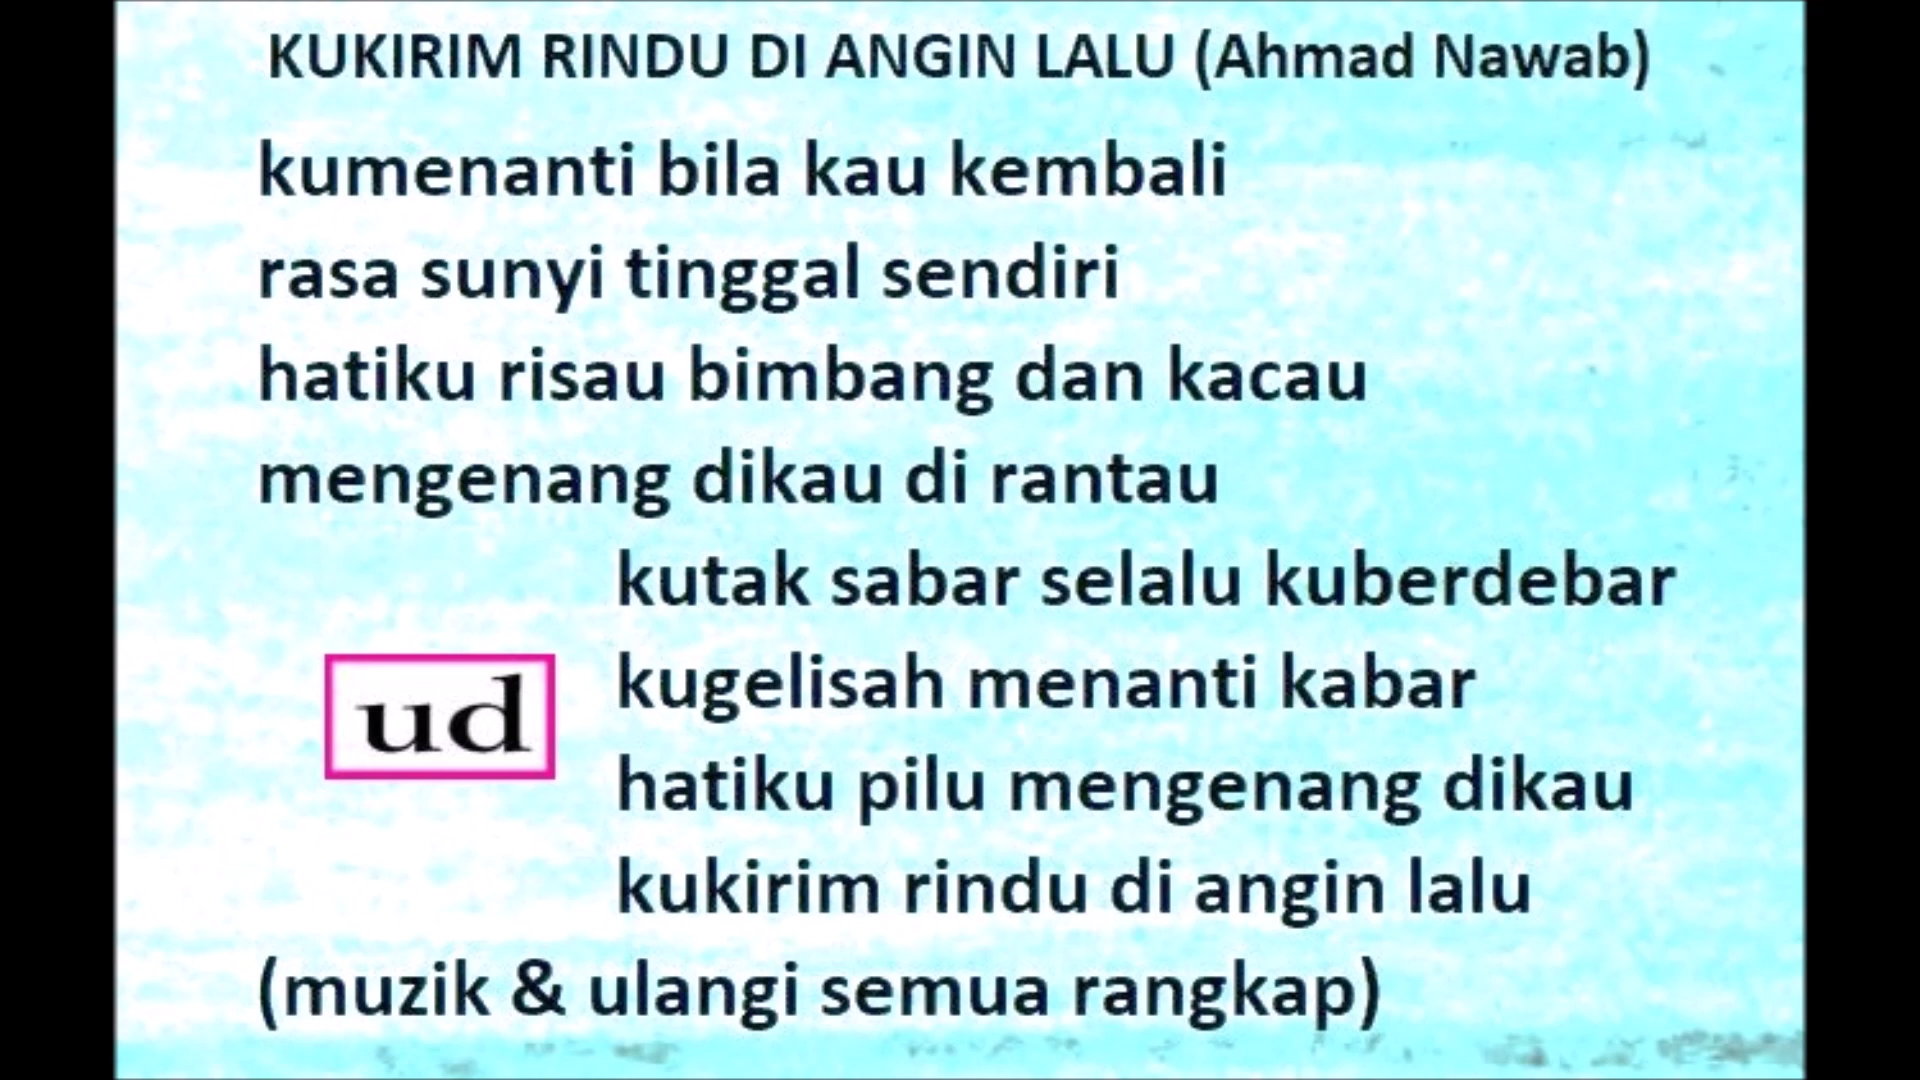 KUKIRIM RINDU DI ANGIN LALU (Ahmad Nawab)
kumenanti bila kau kembali
rasa sunyi tinggal sendiri
hatiku risau bimbang dan kacau
mengenang dikau di rantau
kutak sabar selalu kuberdebar
kugelisah menanti kabar
ud
hatiku pilu mengenang dikau
kukirim rindu di angin lalu
(muzik & ulangi semua rangkap)